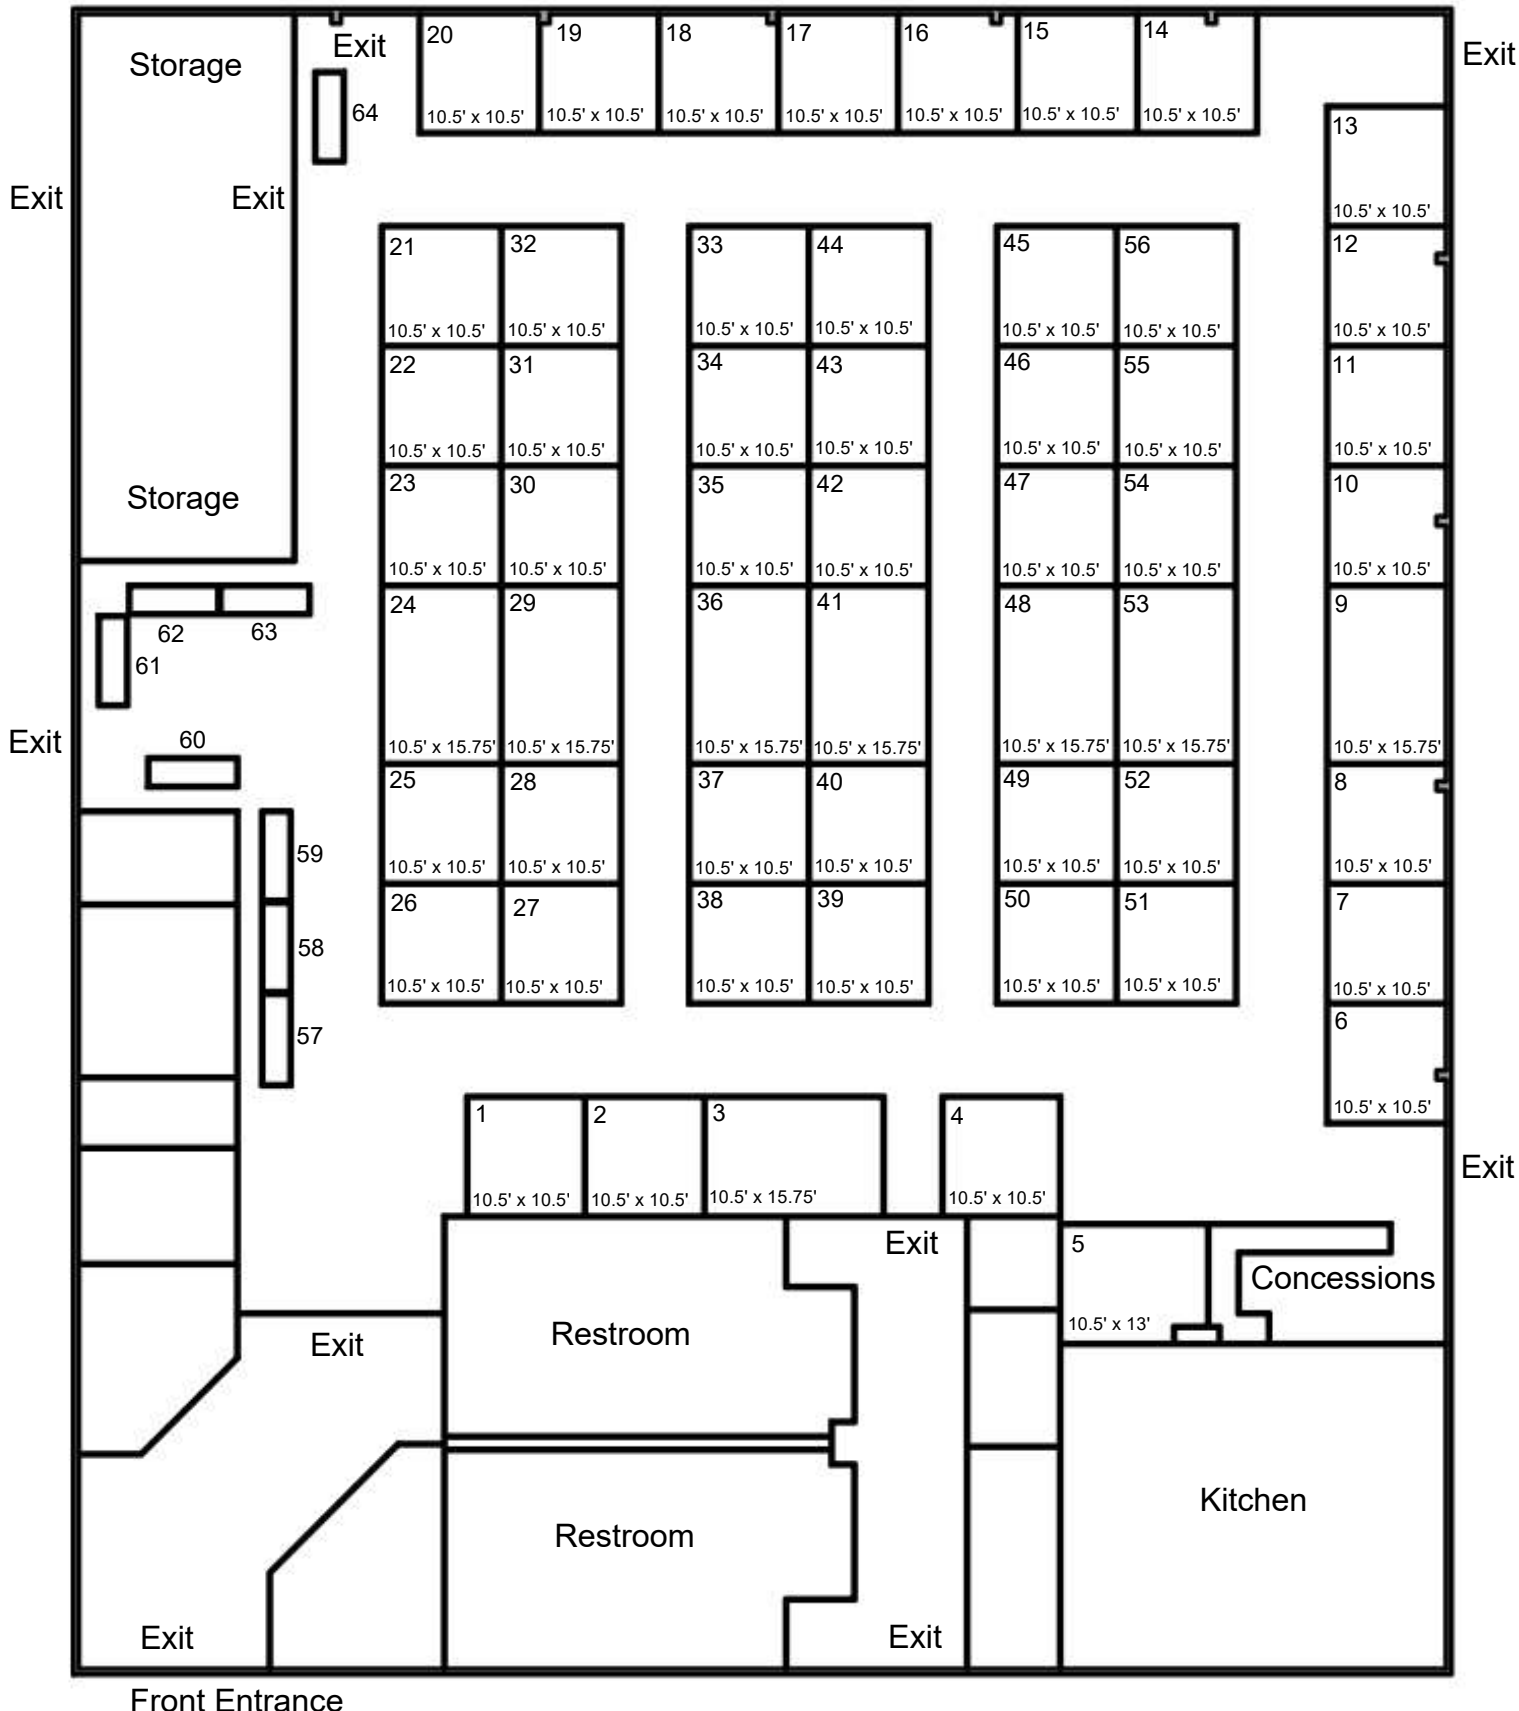 Storage
Exit
20
19
18
17
16
15
14
Exit
10.5' x 10.5'
10.5' x 10.5'
10.5' x 10.5'
10.5' x 10.5'
10.5' x 10.5'
10.5' x 10.5'
10.5' x 10.5'
64
13
10.5' x 10.5'
Exit
Exit
21
32
33
44
45
56
12
10.5' x 10.5'
10.5' x 10.5'
10.5' x 10.5'
10.5' x 10.5'
10.5' x 10.5'
10.5' x 10.5'
10.5' x 10.5'
22
31
34
43
46
55
11
10.5' x 10.5'
10.5' x 10.5'
10.5' x 10.5'
10.5' x 10.5'
10.5' x 10.5'
10.5' x 10.5'
10.5' x 10.5'
Storage
23
30
35
42
47
54
10
10.5' x 10.5'
10.5' x 10.5'
10.5' x 10.5'
10.5' x 10.5'
10.5' x 10.5'
10.5' x 10.5'
10.5' x 10.5'
62
63
61
24
29
36
41
48
53
9
Exit
60
10.5' x 15.75'
10.5' x 15.75'
10.5' x 15.75'
10.5' x 15.75'
10.5' x 15.75'
10.5' x 15.75'
10.5' x 15.75'
25
28
37
40
49
52
8
59
10.5' x 10.5'
10.5' x 10.5'
10.5' x 10.5'
10.5' x 10.5'
10.5' x 10.5'
10.5' x 10.5'
10.5' x 10.5'
26
27
38
39
50
51
7
58
10.5' x 10.5'
10.5' x 10.5'
10.5' x 10.5'
10.5' x 10.5'
10.5' x 10.5'
10.5' x 10.5'
10.5' x 10.5'
57
6
10.5' x 10.5'
1
2
3
4
10.5' x 10.5'
10.5' x 10.5'
10.5' x 15.75'
10.5' x 10.5'
Exit
Exit
5
Concessions
10.5' x 13'
Exit
Restroom
Kitchen
Restroom
Exit
Exit
Front Entrance